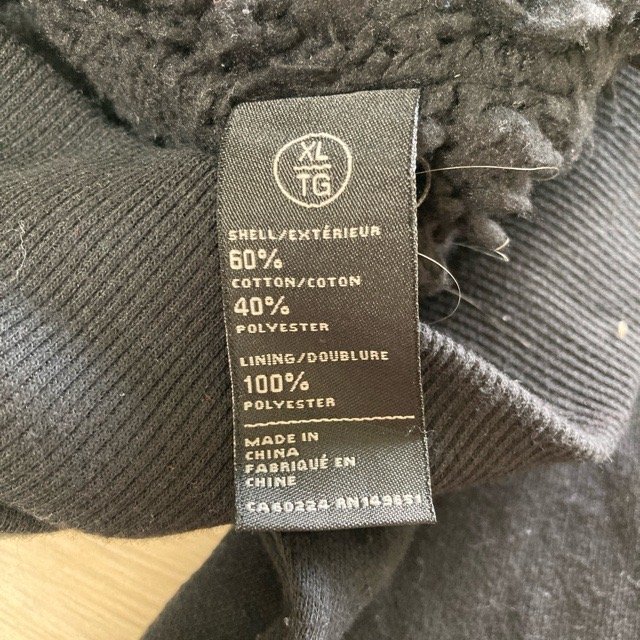 XL
TG
SHELL/EXTÉRIEUR
60%
COTTON/COTON
40%
POLYESTER
LINING/DOUBLURE
100%
POLYESTER
MADE IN
CHINA
FABRIQUÉ EN
CHINE
CA60224 RN149851